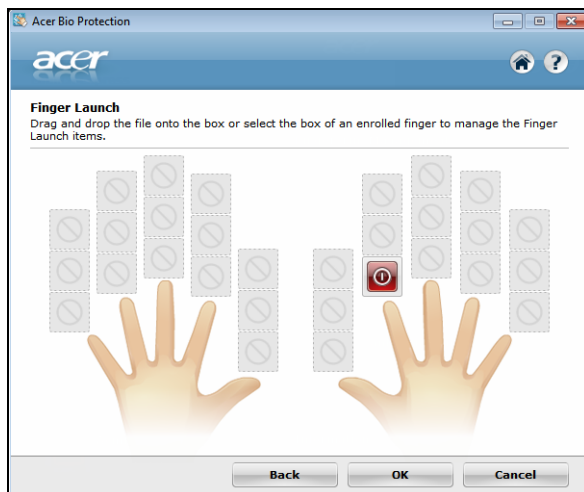 Acer Bio Protection
acer
?
Finger Launch
Drag and drop the file onto the box or select the box of an enrolled finger to manage the Finger
Launch items.
Back OK Cancel